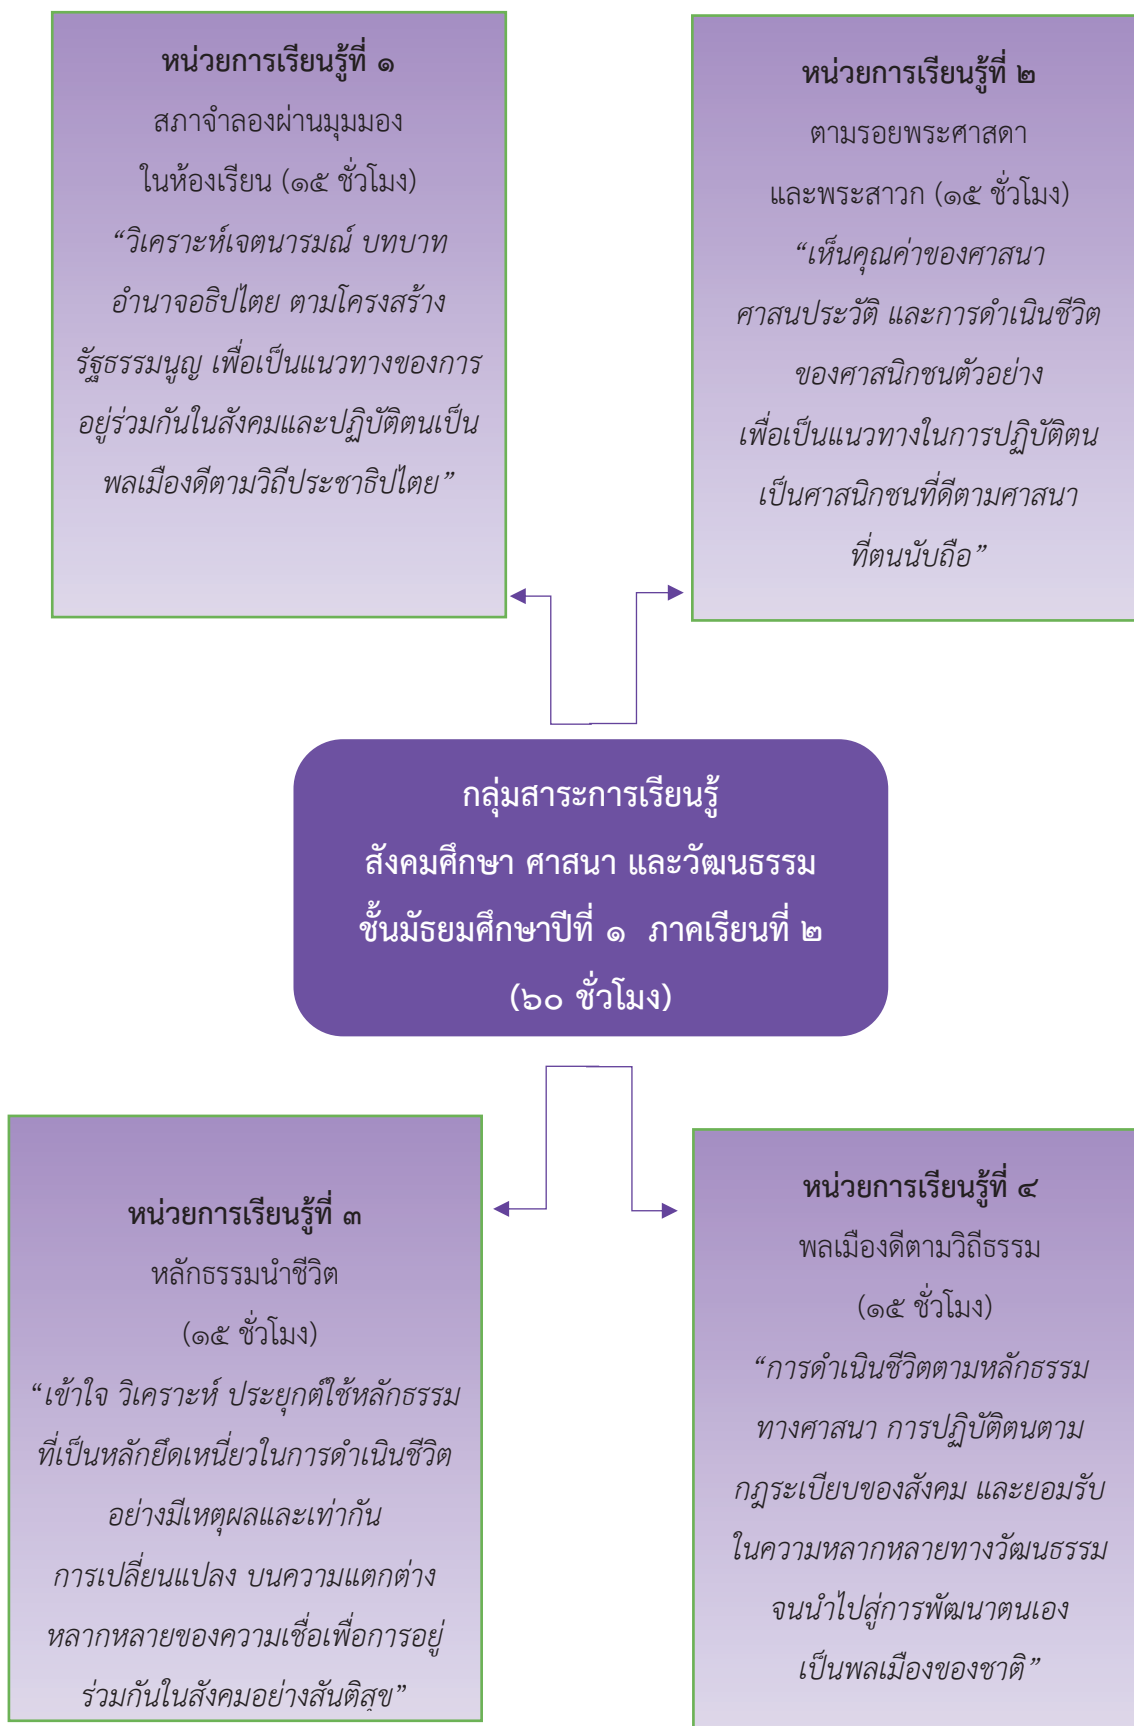 หน่วยการเรียนรู้ที่ ๑
สภาจำลองผ่านมุมมอง
ในห้องเรียน (๑๕ ชั่วโมง)
“วิเคราะห์เจตนารมณ์ บทบาท
อำนาจอธิปไตย ตามโครงสร้าง
รัฐธรรมนูญ เพื่อเป็นแนวทางของการ
อยู่ร่วมกันในสังคมและปฏิบัติตนเป็น
พลเมืองดีตามวิถีประชาธิปไตย”
หน่วยการเรียนรู้ที่ ๒
ตามรอยพระศาสดา
และพระสาวก (๑๕ ชั่วโมง)
“เห็นคุณค่าของศาสนา
ศาสนประวัติ และการดำเนินชีวิต
ของศาสนิกชนตัวอย่าง
เพื่อเป็นแนวทางในการปฏิบัติตน
เป็นศาสนิกชนที่ดีตามศาสนา
ที่ตนนับถือ”
กลุ่มสาระการเรียนรู้
สังคมศึกษา ศาสนา และวัฒนธรรม
ชั้นมัธยมศึกษาปีที่ ๑ ภาคเรียนที่ ๒
(๖๐ ชั่วโมง)
หน่วยการเรียนรู้ที่ ๓
หลักธรรมนำชีวิต
(๑๕ ชั่วโมง)
“เข้าใจ วิเคราะห์ ประยุกต์ใช้หลักธรรม
ที่เป็นหลักยึดเหนี่ยวในการดำเนินชีวิต
อย่างมีเหตุผลและเท่ากัน
การเปลี่ยนแปลง บนความแตกต่าง
หลากหลายของความเชื่อเพื่อการอยู่
ร่วมกันในสังคมอย่างสันติสุข”
หน่วยการเรียนรู้ที่ ๔
พลเมืองดีตามวิถีธรรม
(๑๕ ชั่วโมง)
“การดำเนินชีวิตตามหลักธรรม
ทางศาสนา การปฏิบัติตนตาม
กฎระเบียบของสังคม และยอมรับ
ในความหลากหลายทางวัฒนธรรม
จนนำไปสู่การพัฒนาตนเอง
เป็นพลเมืองของชาติ”